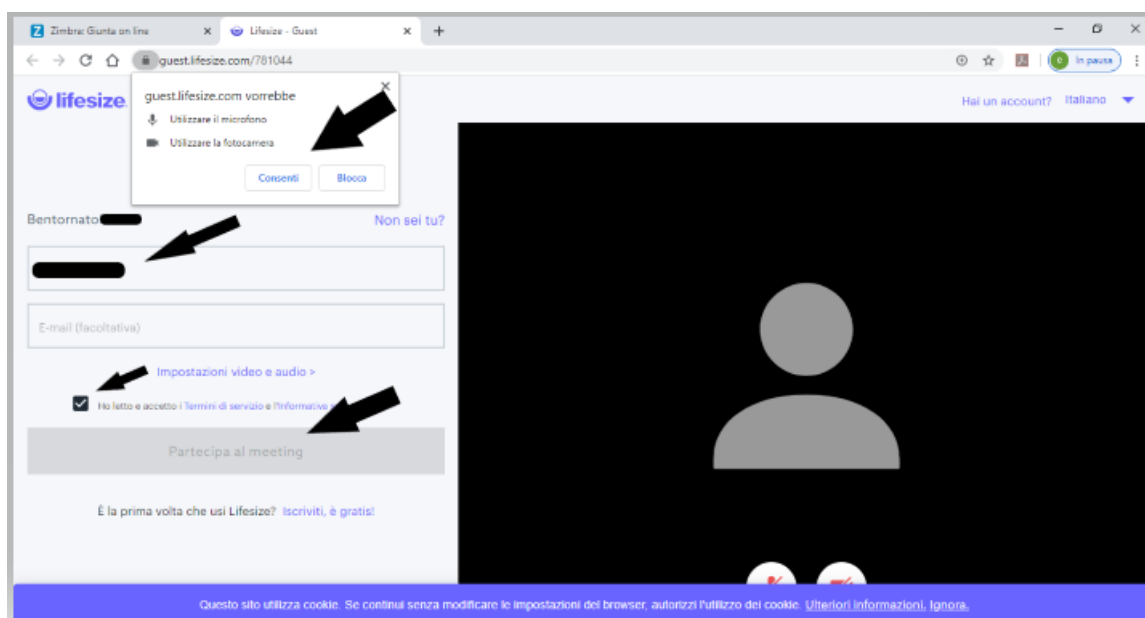 Zimbra: Giunta on line
Lifesize - Guest
guest.lifesize.com/781044
In pausa
lifesize
Hai un account? Italiano
guest.lifesize.com vorrebbe
Utilizzare il microfono
Utilizzare la fotocamera
Consenti Blocca
Bentornato
Non sei tu?
E-mail (facoltativa)
Impostazioni video e audio >
Ho letto e accetto i Termini di servizio e l'Informativa
Partecipa al meeting
È la prima volta che usi Lifesize? Iscriviti, è gratis!
Questo sito utilizza cookie. Se continui senza modificare le impostazioni del browser, autorizzi l'utilizzo dei cookie. Ulteriori informazioni. Ignora.